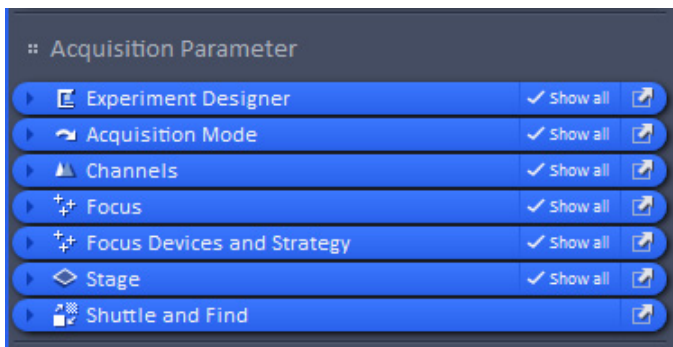 Acquisition Parameter
Experiment Designer Show all
Acquisition Mode Show all
Channels Show all
Focus Show all
Focus Devices and Strategy Show all
Stage Show all
Shuttle and Find